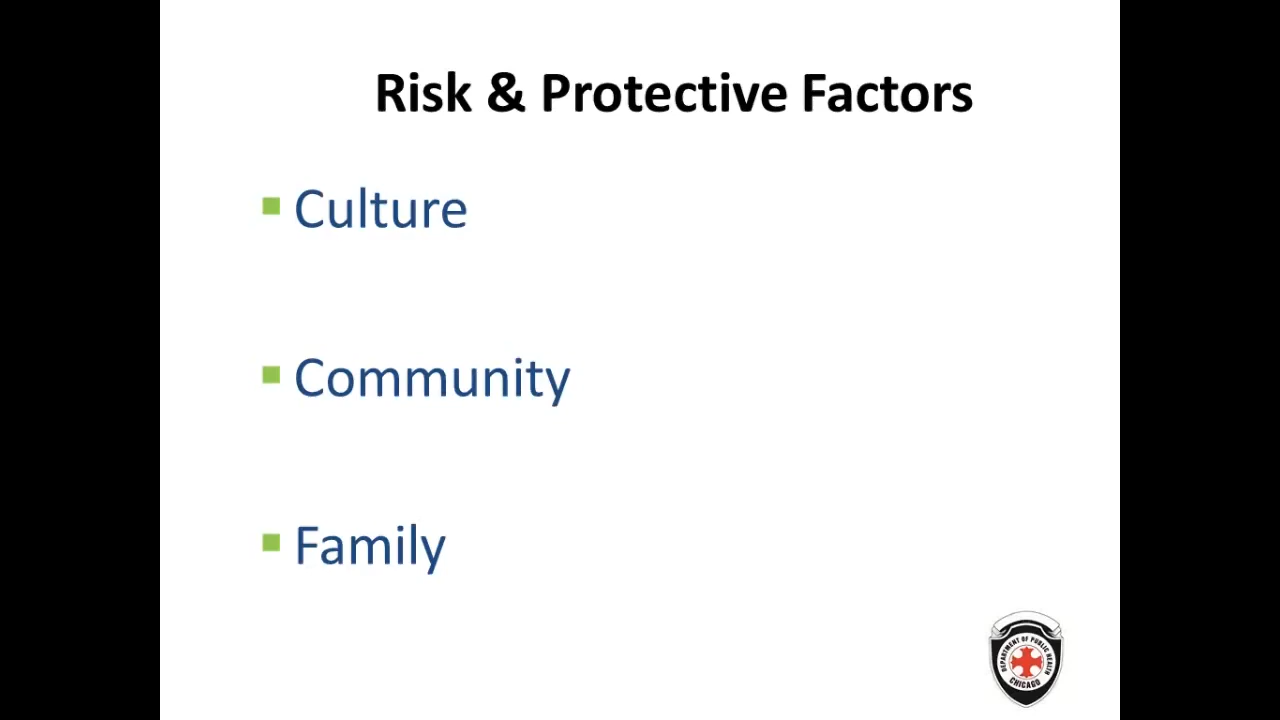 Risk & Protective Factors
Culture
Community
Family
DEPARTMENT OF PUBLIC HEALTH
CHICAGO